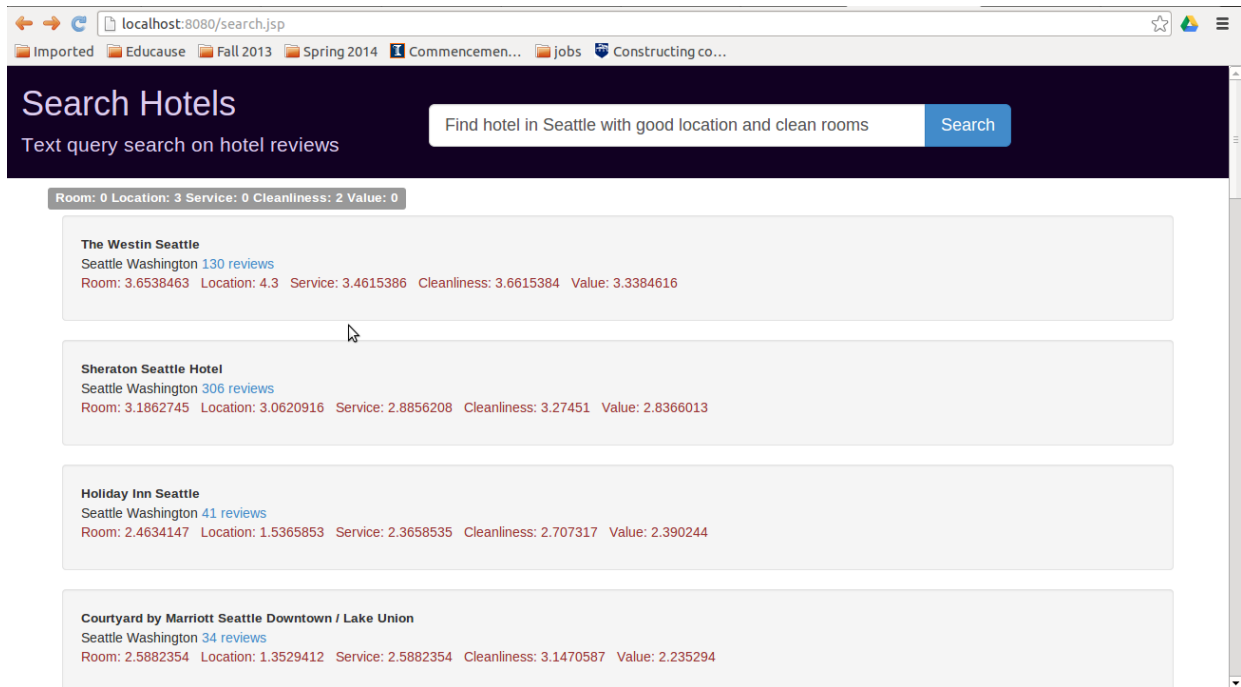 localhost:8080/search.jsp
Imported Educause Fall 2013 Spring 2014 I Commencemen... jobs Constructing co...
Search Hotels
Text query search on hotel reviews
Find hotel in Seattle with good location and clean rooms Search
Room: 0 Location: 3 Service: 0 Cleanliness: 2 Value: 0
The Westin Seattle
Seattle Washington 130 reviews
Room: 3.6538463 Location: 4.3 Service: 3.4615386 Cleanliness: 3.6615384 Value: 3.3384616
Sheraton Seattle Hotel
Seattle Washington 306 reviews
Room: 3.1862745 Location: 3.0620916 Service: 2.8856208 Cleanliness: 3.27451 Value: 2.8366013
Holiday Inn Seattle
Seattle Washington 41 reviews
Room: 2.4634147 Location: 1.5365853 Service: 2.3658535 Cleanliness: 2.707317 Value: 2.390244
Courtyard by Marriott Seattle Downtown / Lake Union
Seattle Washington 34 reviews
Room: 2.5882354 Location: 1.3529412 Service: 2.5882354 Cleanliness: 3.1470587 Value: 2.235294